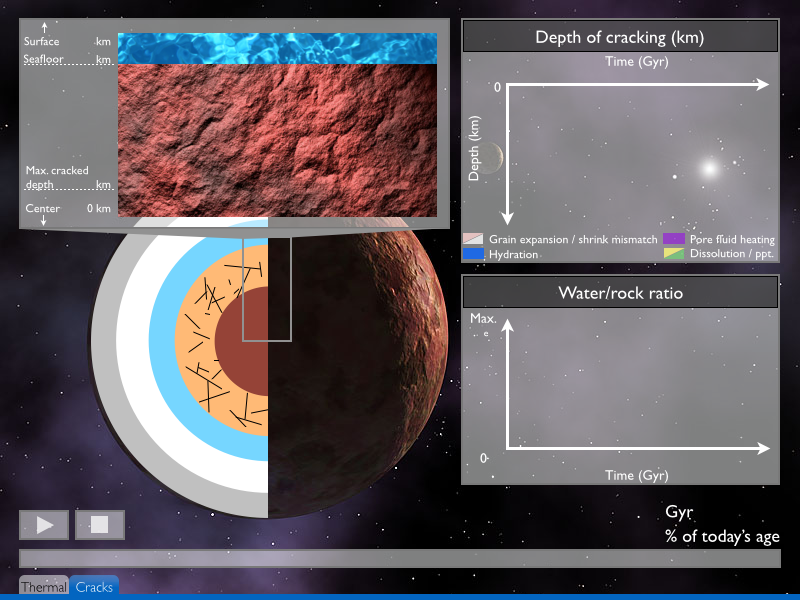 Surface km
Seafloor km
Max. cracked
depth km
Center 0 km
Depth of cracking (km)
Time (Gyr)
0
Depth (km)
Grain expansion / shrink mismatch
Pore fluid heating
Hydration
Dissolution / ppt.
Water/rock ratio
Max.
e
0
Time (Gyr)
Gyr
% of today's age
Thermal
Cracks